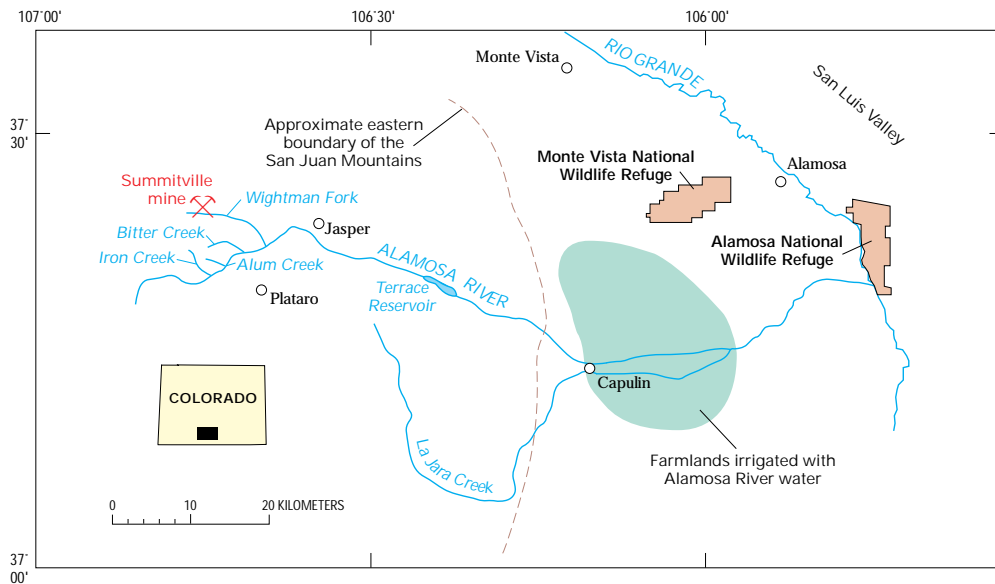 107°00'
106°30'
106°00'
Monte Vista
RIO GRANDE
San Luis Valley
37°
30'
Approximate eastern
boundary of the
San Juan Mountains
Monte Vista National
Wildlife Refuge
Alamosa
Summitville
mine
Wightman Fork
Jasper
Bitter Creek
Iron Creek
Alum Creek
Plataro
ALAMOSA RIVER
Terrace
Reservoir
Alamosa National
Wildlife Refuge
Capulin
COLORADO
La Jara Creek
Farmlands irrigated with
Alamosa River water
0 10 20 KILOMETERS
37°
00'